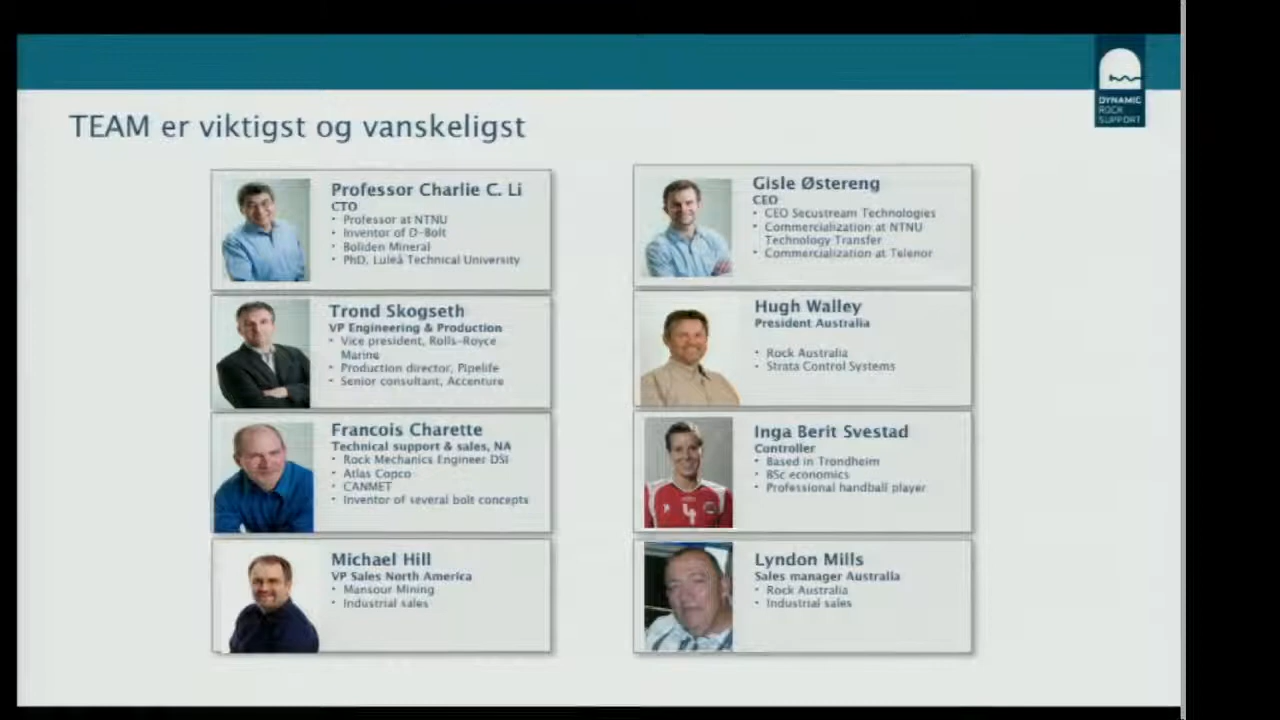 DYNAMIC
ROCK
SUPPORT
TEAM er viktigst og vanskeligst
Professor Charlie C. Li
CTO
• Professor at NTNU
• Inventor of D-Bolt
• Boliden Mineral
• PhD, Luleå Technical University
Trond Skogseth
VP Engineering & Production
• Vice president, Rolls-Royce
Marine
• Production director, Pipelife
• Senior consultant, Accenture
Francois Charette
Technical support & sales, NA
• Rock Mechanics Engineer DSI
• Atlas Copco
• CANMET
• Inventor of several bolt concepts
Michael Hill
VP Sales North America
• Mansour Mining
• Industrial sales
Gisle Østereng
CEO
• CEO Secustream Technologies
• Commercialization at NTNU
Technology Transfer
• Commercialization at Telenor
Hugh Walley
President Australia
• Rock Australia
• Strata Control Systems
Inga Berit Svestad
Controller
• Based in Trondheim
• BSc economics
• Professional handball player
4
Lyndon Mills
Sales manager Australia
• Rock Australia
• Industrial sales